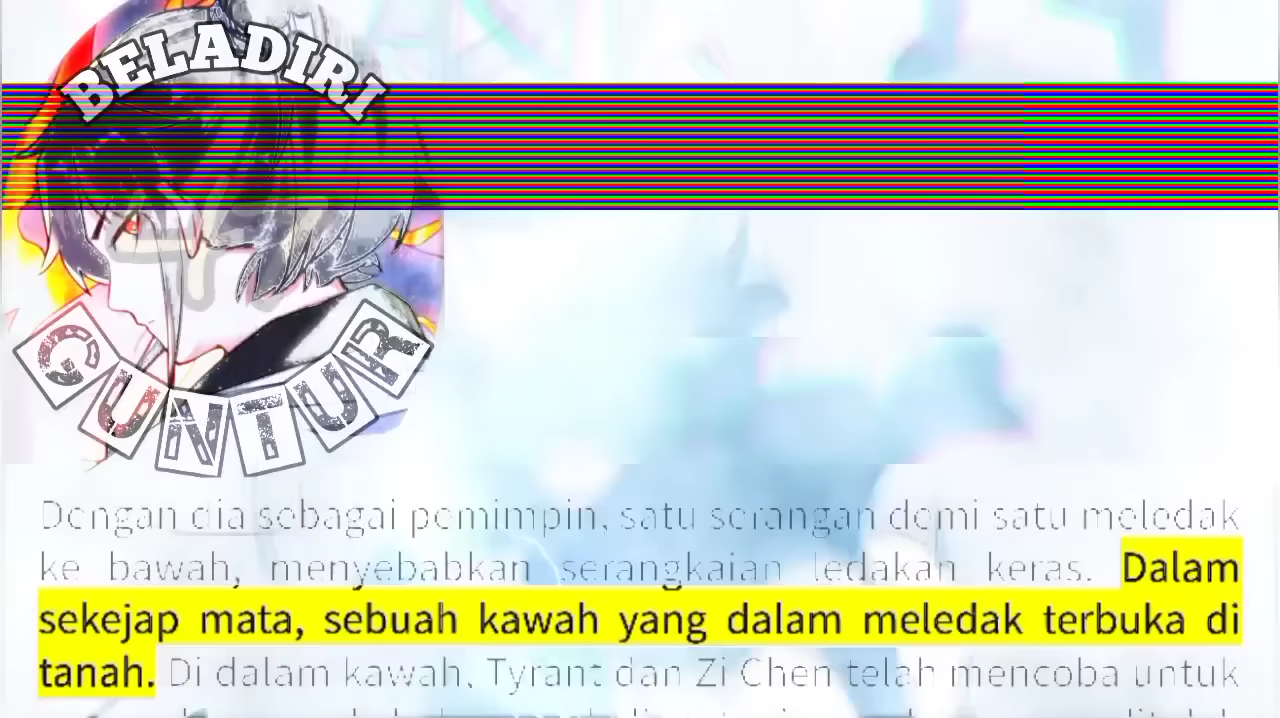 BELADIRI
GUNTUR
Dengan dia sebagai pemimpin, satu serangan demi satu meledak
ke bawah, menyebabkan serangkaian ledakan keras. Dalam
sekejap mata, sebuah kawah yang dalam meledak terbuka di
tanah. Di dalam kawah, Tyrant dan Zi Chen telah mencoba untuk